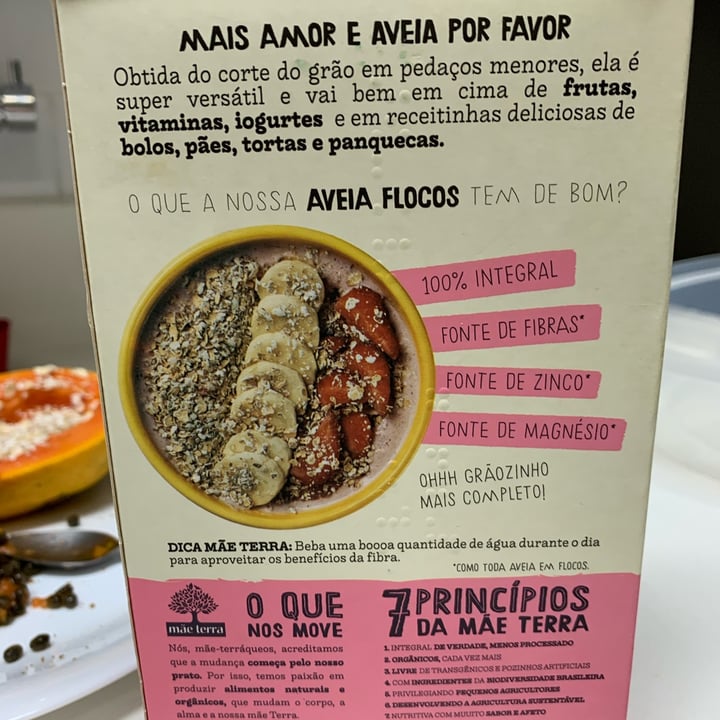 MAIS AMOR E AVEIA POR FAVOR
Obtida do corte do grão em pedaços menores, ela é
super versátil e vai bem em cima de frutas,
vitaminas, iogurtes e em receitinhas deliciosas de
bolos, pães, tortas e panquecas.
O QUE A NOSSA AVEIA FLOCOS TEM DE BOM?
100% INTEGRAL
FONTE DE FIBRAS*
FONTE DE ZINCO*
FONTE DE MAGNÉSIO*
OHHH GRÃOZINHO
MAIS COMPLETO!
DICA MÃE TERRA: Beba uma boooa quantidade de água durante o dia
para aproveitar os benefícios da fibra.
*COMO TODA AVEIA EM FLOCOS.
mãe terra
O QUE
NOS MOVE
Nós, mãe-terráqueos, acreditamos
que a mudança começa pelo nosso
prato. Por isso, temos paixão em
produzir alimentos naturais e
orgânicos, que mudam o corpo, a
alma e a nossa mãe Terra.
7 PRINCÍPIOS
DA MÃE TERRA
1. INTEGRAL DE VERDADE, MENOS PROCESSADO
2. ORGÂNICOS, CADA VEZ MAIS
3. LIVRE DE TRANSGÊNICOS E POZINHOS ARTIFICIAIS
4. COM INGREDIENTES DA BIODIVERSIDADE BRASILEIRA
5. PRIVILEGIANDO PEQUENOS AGRICULTORES
6. DESENVOLVENDO A AGRICULTURA SUSTENTÁVEL
7. NUTRITIVA COM MUUITO SABOR E AFETO